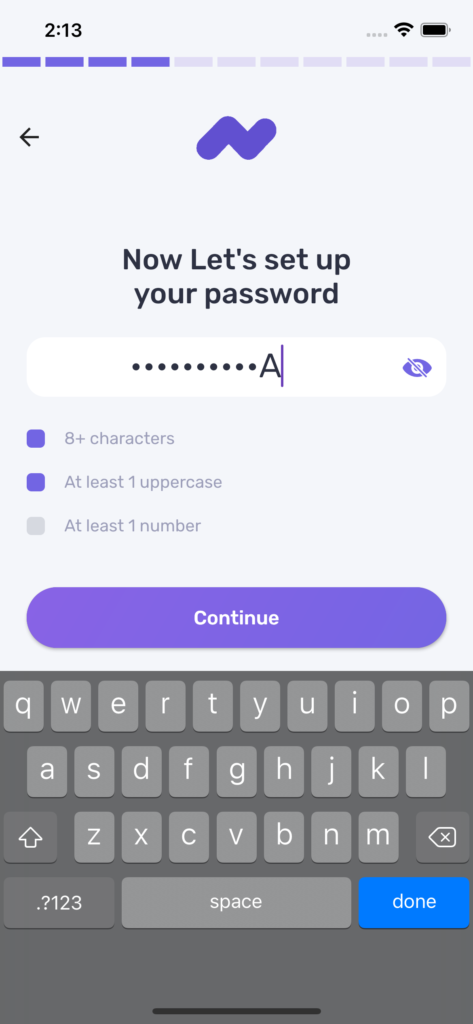 2:13
Now Let's set up
your password
••••••••••A
8+ characters
At least 1 uppercase
At least 1 number
Continue
q w e r t y u i o p
a s d f g h j k l
z x c v b n m
.?123 space done